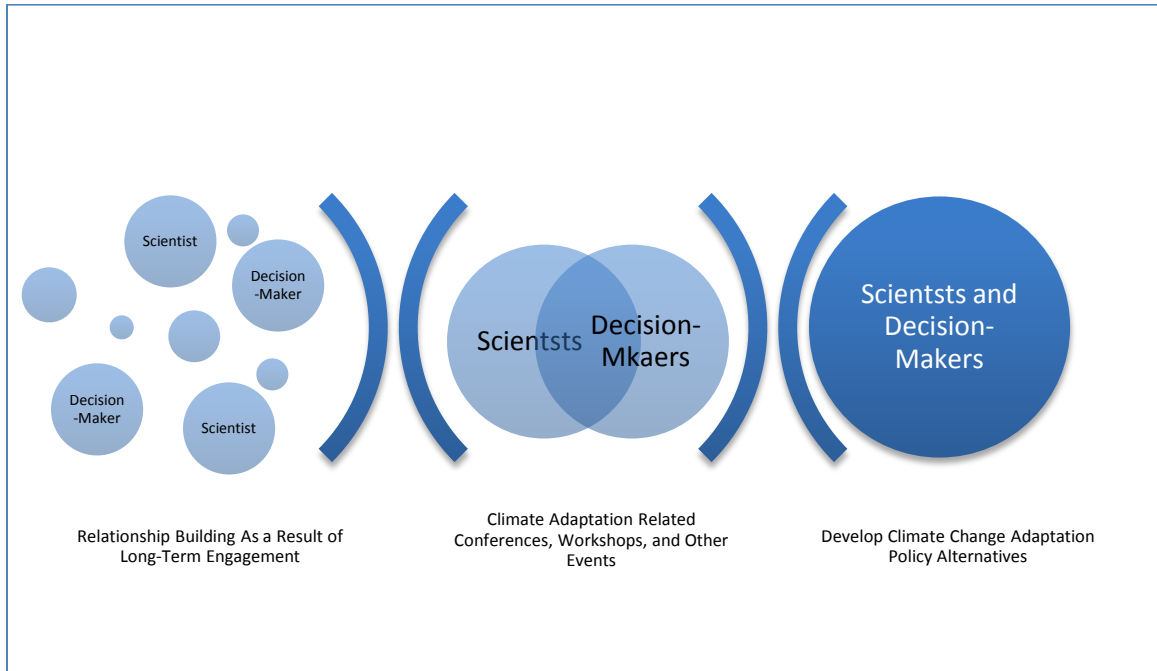 Scientist
Decision
-Maker
Decision
-Maker
Scientist
Relationship Building As a Result of
Long-Term Engagement
Scientsts
Decision-
Mkaers
Climate Adaptation Related
Conferences, Workshops, and Other
Events
Scientsts and
Decision-
Makers
Develop Climate Change Adaptation
Policy Alternatives